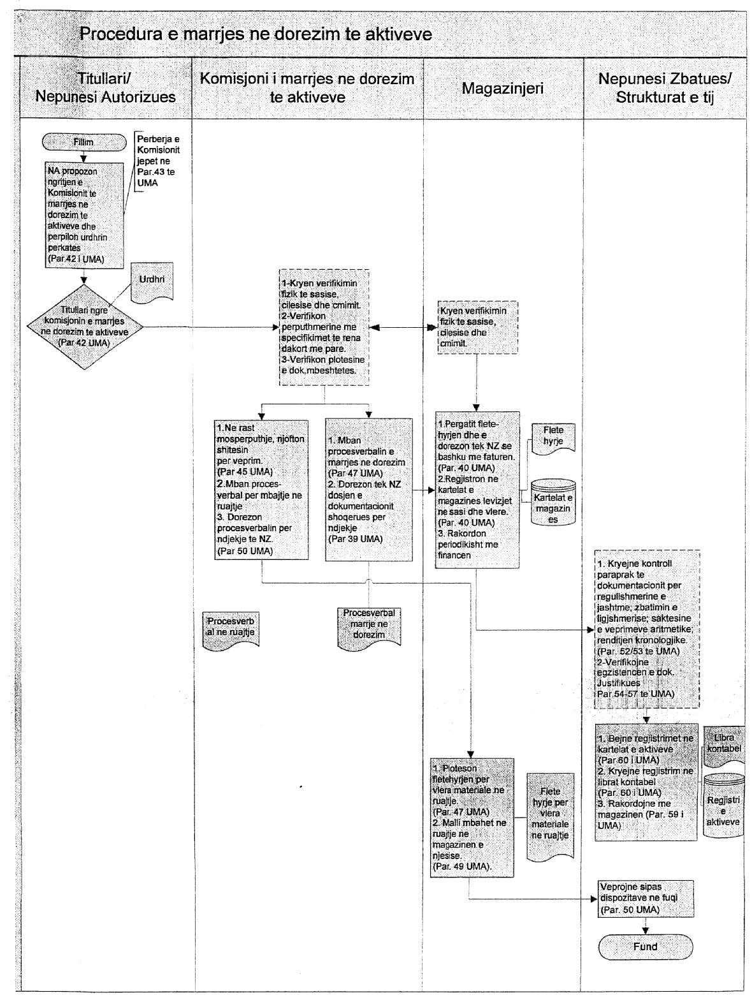 Procedura e marrjes ne dorezim te aktiveve
Titullari/
Nepunesi Autorizues
Komisjoni i marrjes ne dorezim
te aktiveve
Magazinjeri
Nepunesi Zbatues/
Strukturat e tij
Fillim
Perberja e
Komisionit
jepet ne
Par.43 te
UMA
NA propozon
ngritjen e
Komisionit te
marrjes ne
dorezim te
aktiveve dhe
perpiloh urdhrin
perkates
(Par.42 i UMA)
Urdhri
Titullari ngre
komisjonin e marrjes
ne dorezim te aktiveve
(Par 42 UMA)
1-Kryen verifikimin
fizik te sasise,
cilesise dhe cmimit.
2-Verifikon
perputhmerine me
specifikimet te rena
dakort me pare.
3-Verifikon plotesine
e dok.mbeshtetes.
Kryen verifikimin
fizik te sasise,
cilesise dhe
cmimit.
1.Ne rast
mosperputhje, njofton
shitesin
per veprim.
(Par 45 UMA)
2.Mban proces-
verbal per mbajtje ne
ruajtje
3. Dorezon
procesverbalin per
ndjekje te NZ.
(Par 50 UMA)
1. Mban
procesverbalin e
marrjes ne dorezim
(Par 47 UMA)
2. Dorezon tek NZ
dosjen e
dokumentacionit
shoqerues per
ndjekje
(Par 39 UMA)
1.Pergatit flete-
hyrjen dhe e
dorezon tek NZ se
bashku me faturen.
(Par. 40 UMA)
2.Regjistron ne
kartelat e
magazines levizjet
ne sasi dhe vlere.
(Par. 40 UMA)
3. Rakordon
periodikisht me
financen
Flete
hyrje
Kartelat e
magazin
es
Procesverb
al ne ruajtje
Procesverbal
marrje ne
dorezim
1. Kryejne kontroll
paraprak te
dokumentacionit per
regullshmerine e
jashtme; zbatimin e
ligjshmerise; saktesine
e veprimeve aritmetike;
renditjen kronologjike.
(Par. 52/53 te UMA)
2-Verifikojne
egzistencen e dok.
Justifikues
Par.54-57 te UMA)
1. Bejne regjistrimet ne
kartelat e aktiveve
(Par 60 i UMA)
2. Kryejne regjistrim ne
librat kontabel
(Par. 60 i UMA)
3. Rakordojne me
magazinen (Par. 59 i
UMA)
Libra
kontabel
Regjistri
e
aktiveve
1. Ploteson
fletehyrjen per
vlera materiale ne
ruajtje.
(Par. 47 UMA)
2. Malli mbahet ne
ruajtje ne
magazinen e
njesise.
(Par. 49 UMA).
Flete
hyrje per
vlera
materiale
ne ruajtje
Veprojne sipas
dispozitave ne fuqi
(Par. 50 UMA)
Fund